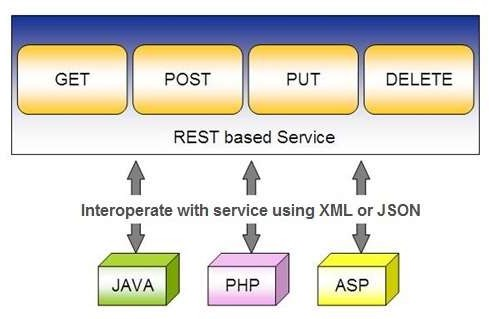 GET POST PUT DELETE
REST based Service
Interoperate with service using XML or JSON
JAVA PHP ASP